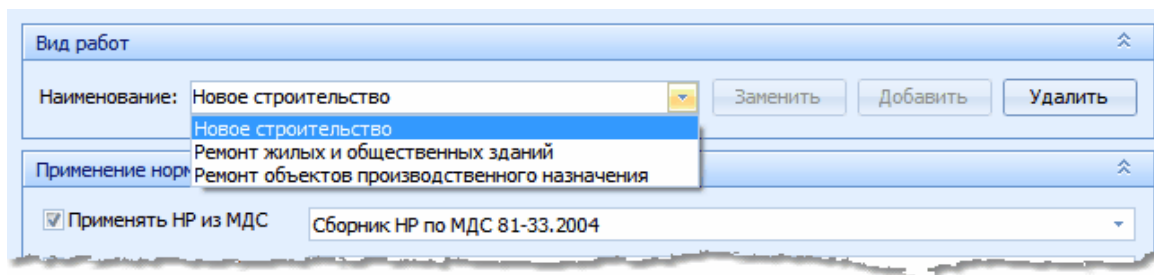 Вид работ
Наименование: Новое строительство Заменить Добавить Удалить
Новое строительство
Ремонт жилых и общественных зданий
Применение нор
Ремонт объектов производственного назначения
Применять НР из МДС Сборник НР по МДС 81-33.2004